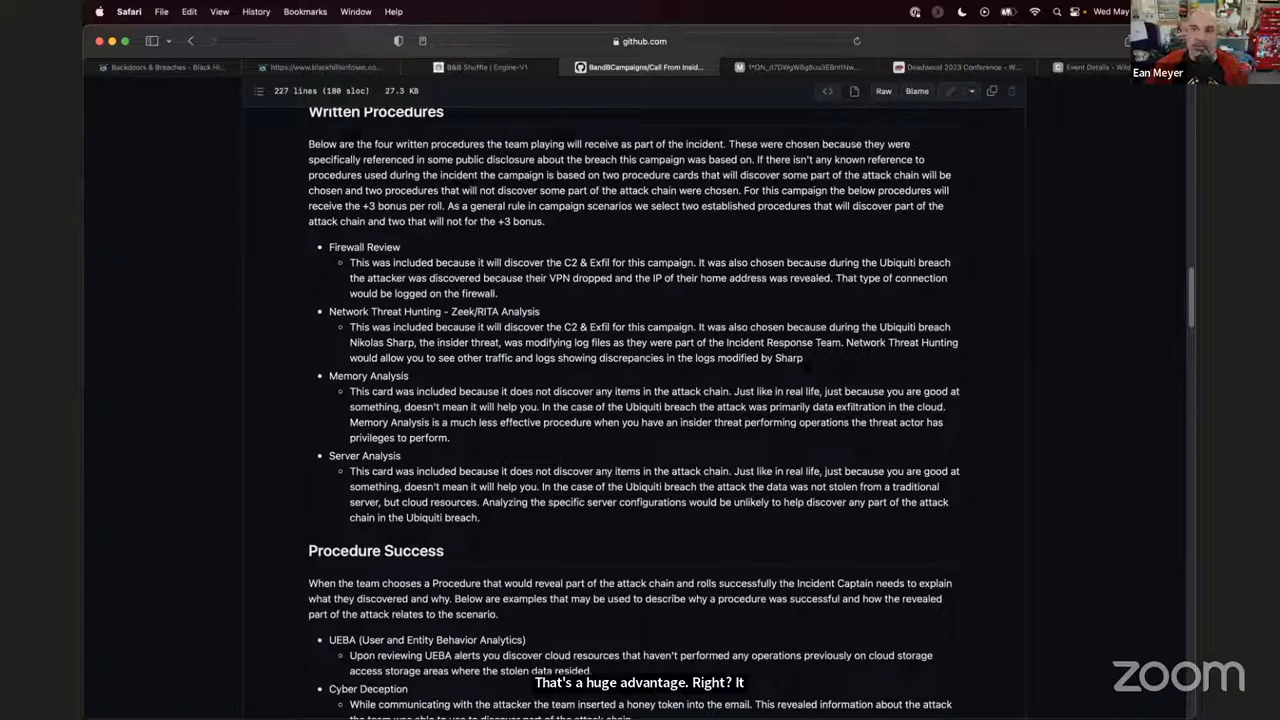 Safari File Edit View History Bookmarks Window Help Wed May
github.com
Backdoors & Breaches - Black Hi... https://www.blackhillsinfosec.co... B&B Shuffle | Engine-V1 BandBCampaigns/Call From Insid... Deadwood 2023 Conference - W... Event Details - Wild
Ean Meyer
227 lines (180 sloc) 27.3 KB Raw Blame
Written Procedures
Below are the four written procedures the team playing will receive as part of the incident. These were chosen because they were
specifically referenced in some public disclosure about the breach this campaign was based on. If there isn't any known reference to
procedures used during the incident the campaign is based on two procedure cards that will discover some part of the attack chain will be
chosen and two procedures that will not discover some part of the attack chain were chosen. For this campaign the below procedures will
receive the +3 bonus per roll. As a general rule in campaign scenarios we select two established procedures that will discover part of the
attack chain and two that will not for the +3 bonus.
• Firewall Review
This was included because it will discover the C2 & Exfil for this campaign. It was also chosen because during the Ubiquiti breach
the attacker was discovered because their VPN dropped and the IP of their home address was revealed. That type of connection
would be logged on the firewall.
• Network Threat Hunting - Zeek/RITA Analysis
This was included because it will discover the C2 & Exfil for this campaign. It was also chosen because during the Ubiquiti breach
Nikolas Sharp, the insider threat, was modifying log files as they were part of the Incident Response Team. Network Threat Hunting
would allow you to see other traffic and logs showing discrepancies in the logs modified by Sharp
• Memory Analysis
This card was included because it does not discover any items in the attack chain. Just like in real life, just because you are good at
something, doesn't mean it will help you. In the case of the Ubiquiti breach the attack was primarily data exfiltration in the cloud.
Memory Analysis is a much less effective procedure when you have an insider threat performing operations the threat actor has
privileges to perform.
• Server Analysis
This card was included because it does not discover any items in the attack chain. Just like in real life, just because you are good at
something, doesn't mean it will help you. In the case of the Ubiquiti breach the attack the data was not stolen from a traditional
server, but cloud resources. Analyzing the specific server configurations would be unlikely to help discover any part of the attack
chain in the Ubiquiti breach.
Procedure Success
When the team chooses a Procedure that would reveal part of the attack chain and rolls successfully the Incident Captain needs to explain
what they discovered and why. Below are examples that may be used to describe why a procedure was successful and how the revealed
part of the attack relates to the scenario.
• UEBA (User and Entity Behavior Analytics)
Upon reviewing UEBA alerts you discover cloud resources that haven't performed any operations previously on cloud storage
access storage areas where the stolen data resided.
That's a huge advantage. Right? It
zoom
• Cyber Deception
While communicating with the attacker the team inserted a honey token into the email. This revealed information about the attack
the team was able to use to discover part of the attack chain.